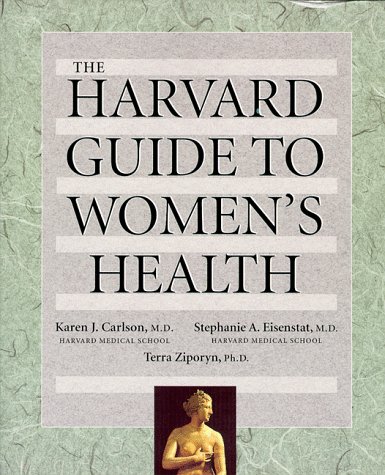 THE
HARVARD
GUIDE TO
WOMEN'S
HEALTH
Karen J. Carlson, M.D. Stephanie A. Eisenstat, M.D.
HARVARD MEDICAL SCHOOL HARVARD MEDICAL SCHOOL
Terra Ziporyn, Ph.D.